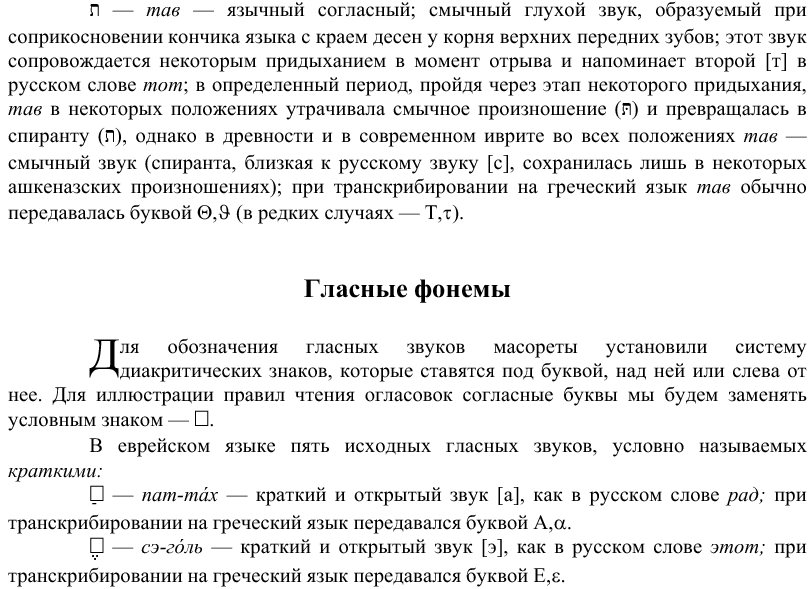 ת — тав — язычный согласный; смычный глухой звук, образуемый при
соприкосновении кончика языка с краем десен у корня верхних передних зубов; этот звук
сопровождается некоторым придыханием в момент отрыва и напоминает второй [т] в
русском слове тот; в определенный период, пройдя через этап некоторого придыхания,
тав в некоторых положениях утрачивала смычное произношение (תּ) и превращалась в
спиранту (ת), однако в древности и в современном иврите во всех положениях тав —
смычный звук (спиранта, близкая к русскому звуку [с], сохранилась лишь в некоторых
ашкеназских произношениях); при транскрибировании на греческий язык тав обычно
передавалась буквой Θ,ϑ (в редких случаях — Τ,τ).
Гласные фонемы
Для обозначения гласных звуков масореты установили систему
диакритических знаков, которые ставятся под буквой, над ней или слева от
нее. Для иллюстрации правил чтения огласовок согласные буквы мы будем заменять
условным знаком — □.
В еврейском языке пять исходных гласных звуков, условно называемых
краткими:
□ַ — пат-та́х — краткий и открытый звук [а], как в русском слове рад; при
транскрибировании на греческий язык передавался буквой Α,α.
□ֶ — сэ-го́ль — краткий и открытый звук [э], как в русском слове этот; при
транскрибировании на греческий язык передавался буквой Ε,ε.